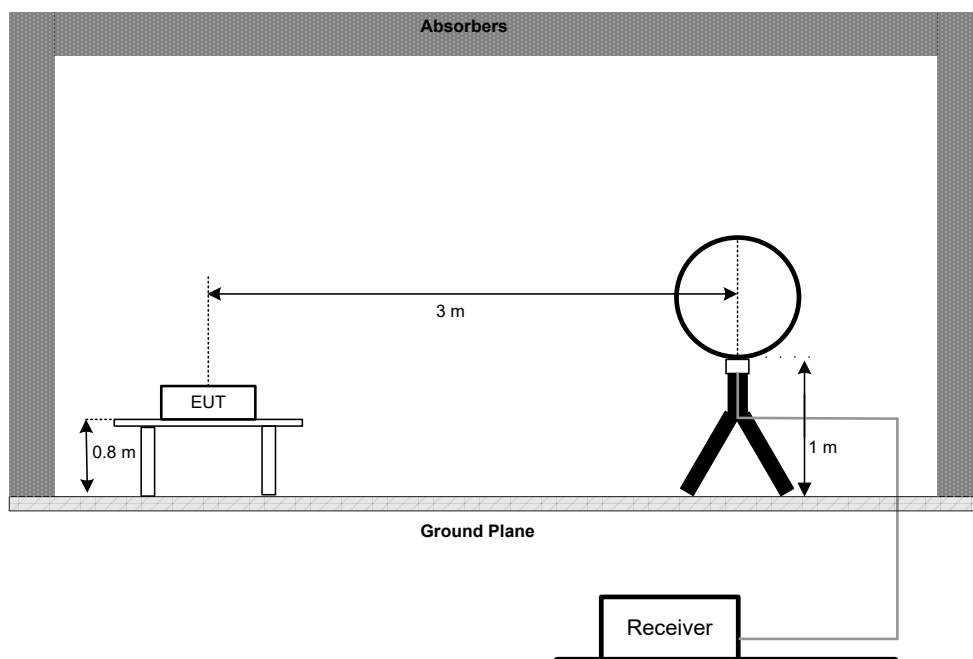 Absorbers
3 m
EUT
0.8 m
1 m
Ground Plane
Receiver